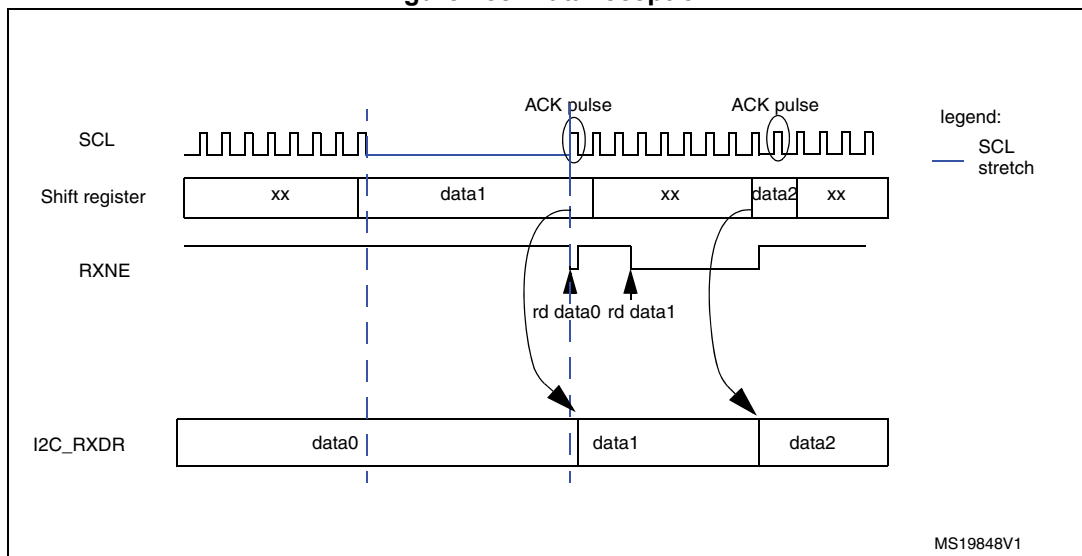 ACK pulse ACK pulse
legend:
SCL
SCL
stretch
Shift register
xx data1 xx data2 xx
RXNE
rd data0 rd data1
I2C_RXDR
data0 data1 data2
MS19848V1